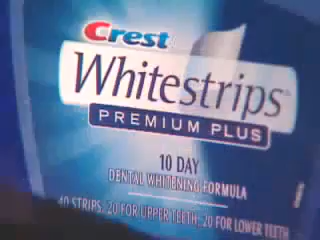 Crest
Whitestrips
PREMIUM PLUS
10 DAY
DENTAL WHITENING FORMULA
40 STRIPS: 20 FOR UPPER TEETH, 20 FOR LOWER TEETH